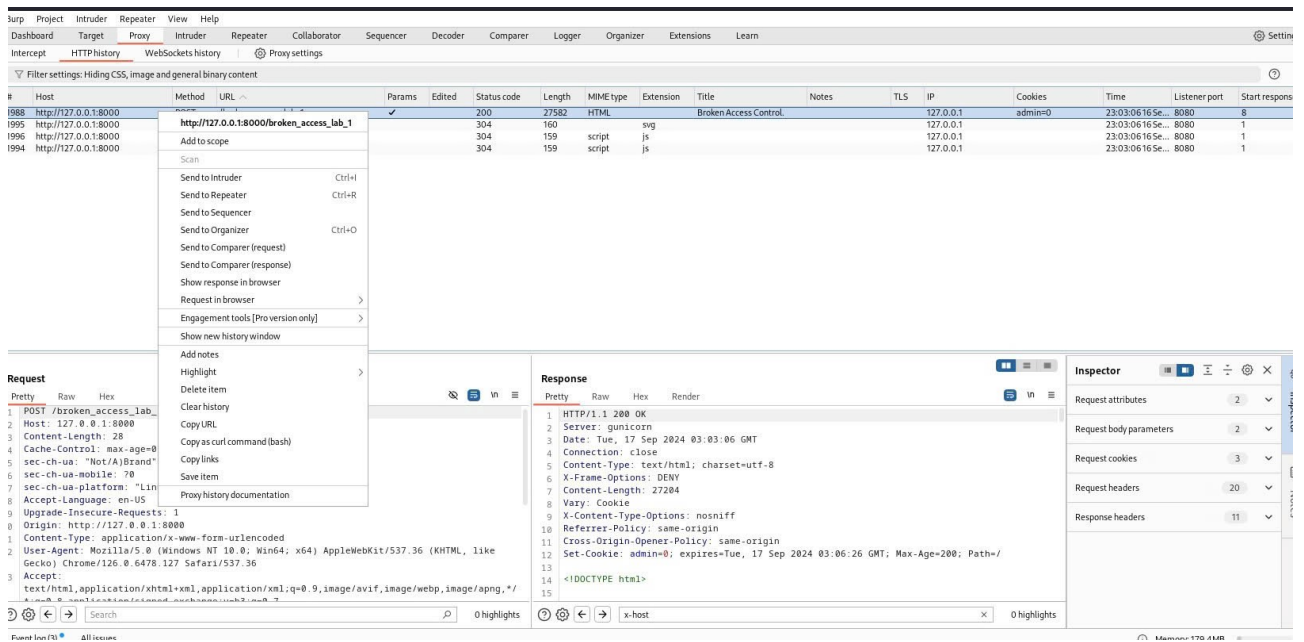 Burp Project Intruder Repeater View Help
Dashboard Target Proxy Intruder Repeater Collaborator Sequencer Decoder Comparer Logger Organizer Extensions Learn Settin
Intercept HTTP history WebSockets history Proxy settings
Filter settings: Hiding CSS, image and general binary content
# Host Method URL Params Edited Status code Length MIME type Extension Title Notes TLS IP Cookies Time Listener port Start respons
1988 http://127.0.0.1:8000 ✓ 200 27582 HTML Broken Access Control. 127.0.0.1 admin=0 23:03:06 16 Se... 8080 8
1995 http://127.0.0.1:8000 304 160 svg 127.0.0.1 23:03:06 16 Se... 8080 1
1996 http://127.0.0.1:8000 304 159 script js 127.0.0.1 23:03:06 16 Se... 8080 1
1994 http://127.0.0.1:8000 304 159 script js 127.0.0.1 23:03:06 16 Se... 8080 1
http://127.0.0.1:8000/broken_access_lab_1
Add to scope
Scan
Send to Intruder Ctrl+I
Send to Repeater Ctrl+R
Send to Sequencer
Send to Organizer Ctrl+O
Send to Comparer (request)
Send to Comparer (response)
Show response in browser
Request in browser
Engagement tools [Pro version only]
Show new history window
Add notes
Highlight
Delete item
Clear history
Copy URL
Copy as curl command (bash)
Copy links
Save item
Proxy history documentation
Request
Pretty Raw Hex \n
1 POST /broken_access_lab_
2 Host: 127.0.0.1:8000
3 Content-Length: 28
4 Cache-Control: max-age=0
5 sec-ch-ua: "Not/A)Brand"
6 sec-ch-ua-mobile: ?0
7 sec-ch-ua-platform: "Lin
8 Accept-Language: en-US
9 Upgrade-Insecure-Requests: 1
0 Origin: http://127.0.0.1:8000
1 Content-Type: application/x-www-form-urlencoded
2 User-Agent: Mozilla/5.0 (Windows NT 10.0; Win64; x64) AppleWebKit/537.36 (KHTML, like
Gecko) Chrome/126.0.6478.127 Safari/537.36
3 Accept:
text/html,application/xhtml+xml,application/xml;q=0.9,image/avif,image/webp,image/apng,*/
*;q=0.8,application/signed-exchange;v=b3;q=0.7
Search 0 highlights
Response
Pretty Raw Hex Render \n
1 HTTP/1.1 200 OK
2 Server: gunicorn
3 Date: Tue, 17 Sep 2024 03:03:06 GMT
4 Connection: close
5 Content-Type: text/html; charset=utf-8
6 X-Frame-Options: DENY
7 Content-Length: 27204
8 Vary: Cookie
9 X-Content-Type-Options: nosniff
10 Referrer-Policy: same-origin
11 Cross-Origin-Opener-Policy: same-origin
12 Set-Cookie: admin=0; expires=Tue, 17 Sep 2024 03:06:26 GMT; Max-Age=200; Path=/
13
14 <!DOCTYPE html>
15
x-host 0 highlights
Inspector
Request attributes 2
Request body parameters 2
Request cookies 3
Request headers 20
Response headers 11
Event log (3) All issues Memory: 179.4MB